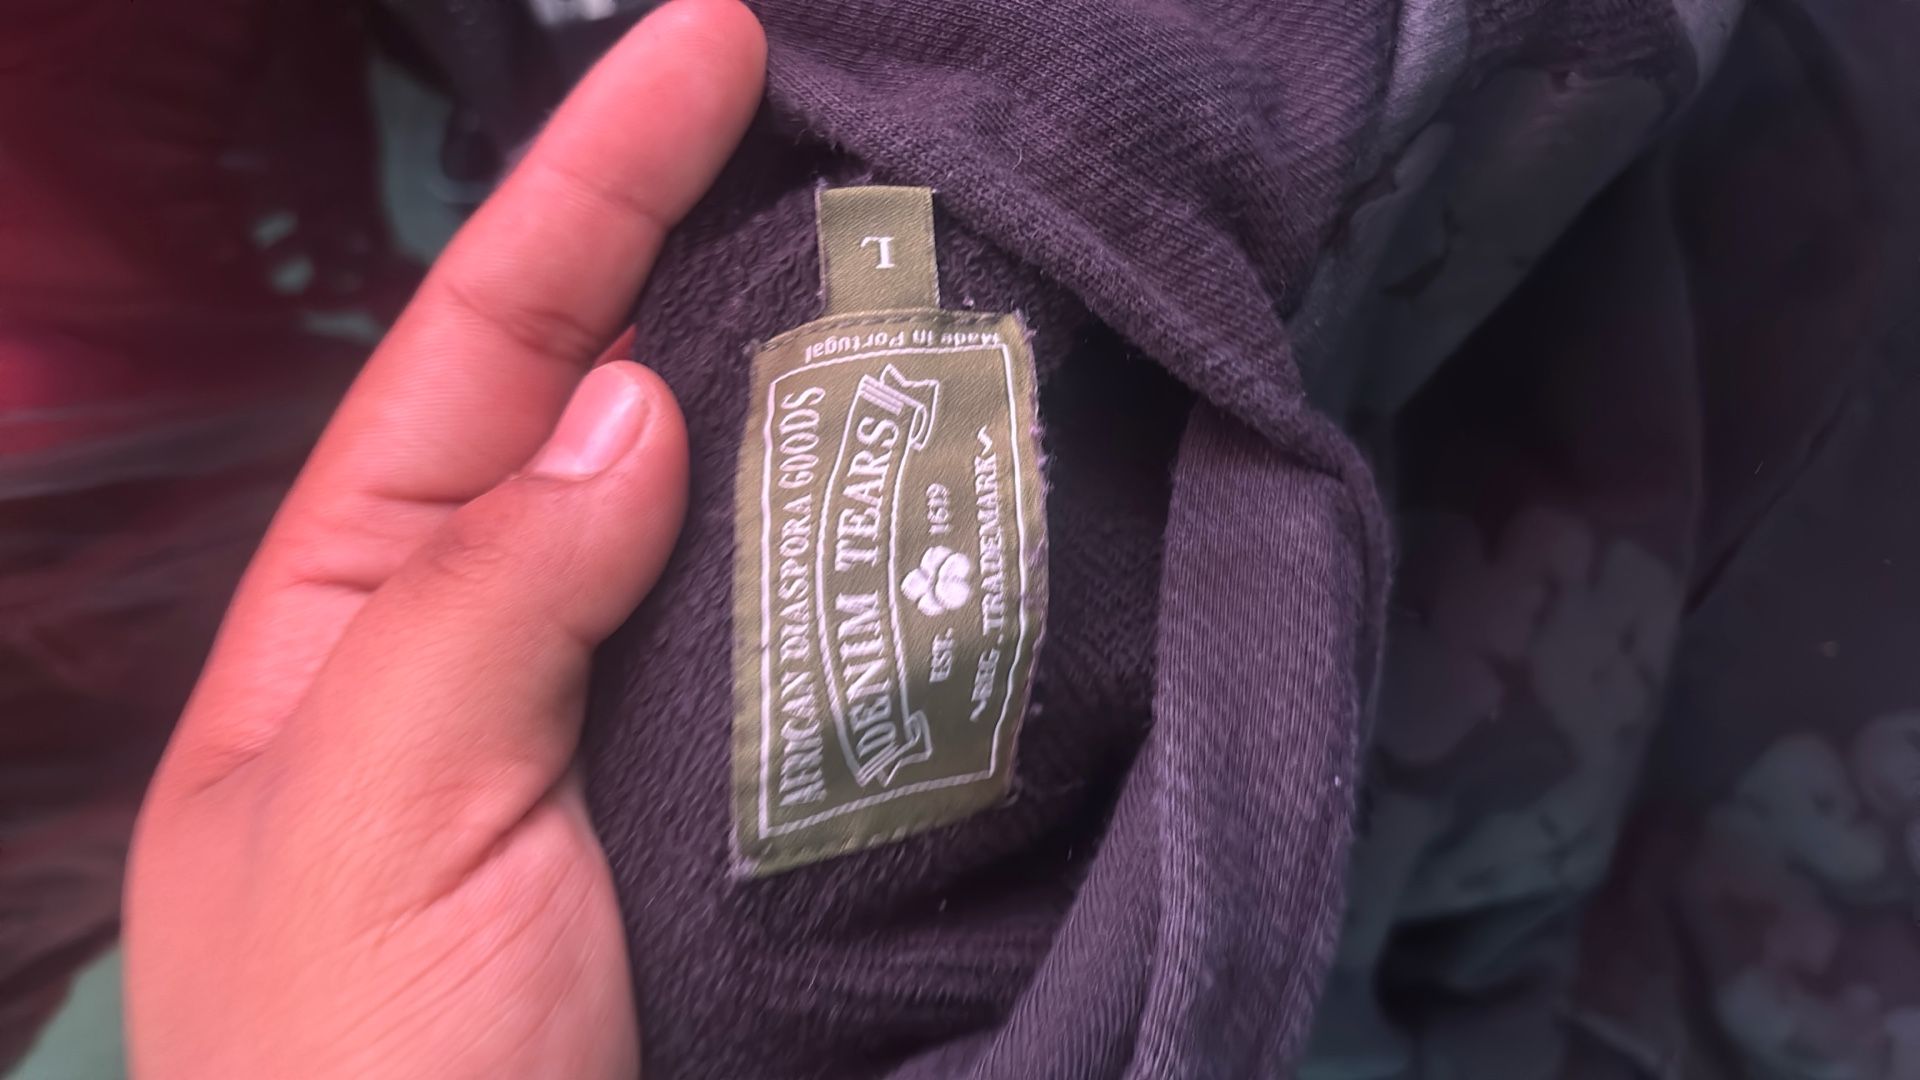 L
Made in Portugal
AFRICAN DIASPORA GOODS
DENIM TEARS
EST. 1619
REG. TRADEMARK